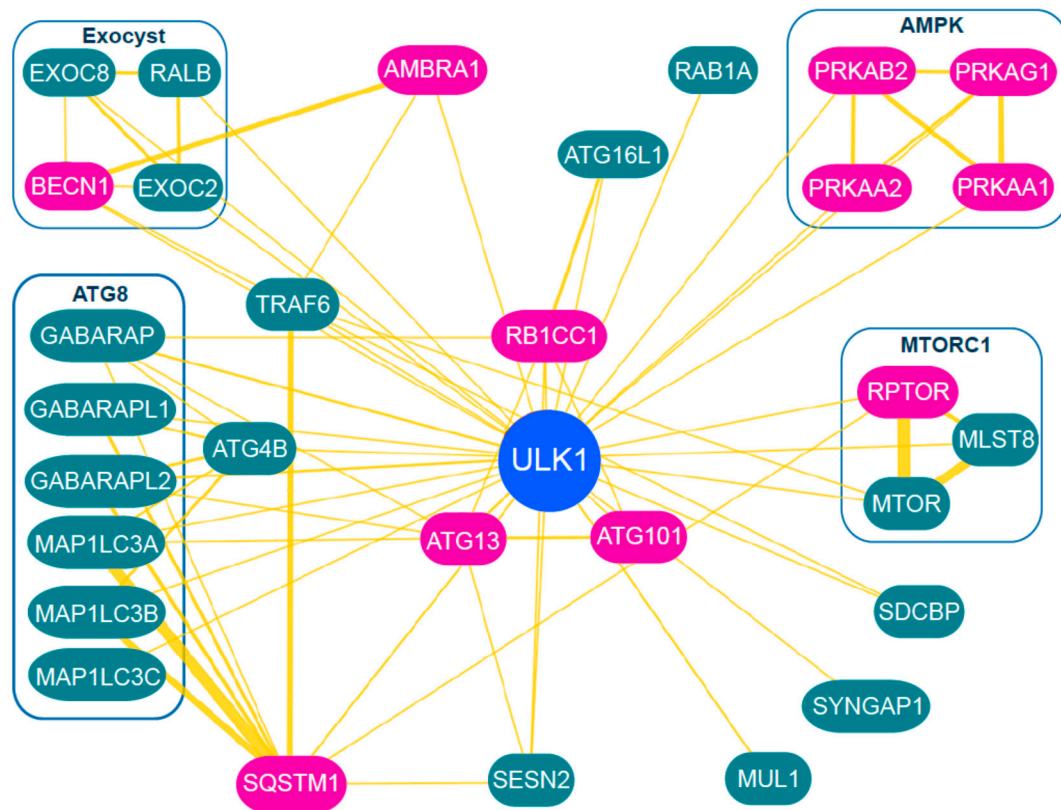 Exocyst
EXOC8
RALB
BECN1
EXOC2
AMBRA1
RAB1A
ATG16L1
AMPK
PRKAB2
PRKAG1
PRKAA2
PRKAA1
ATG8
GABARAP
GABARAPL1
GABARAPL2
MAP1LC3A
MAP1LC3B
MAP1LC3C
TRAF6
ATG4B
RB1CC1
ULK1
ATG13
ATG101
MTORC1
RPTOR
MLST8
MTOR
SDCBP
SYNGAP1
SQSTM1
SESN2
MUL1